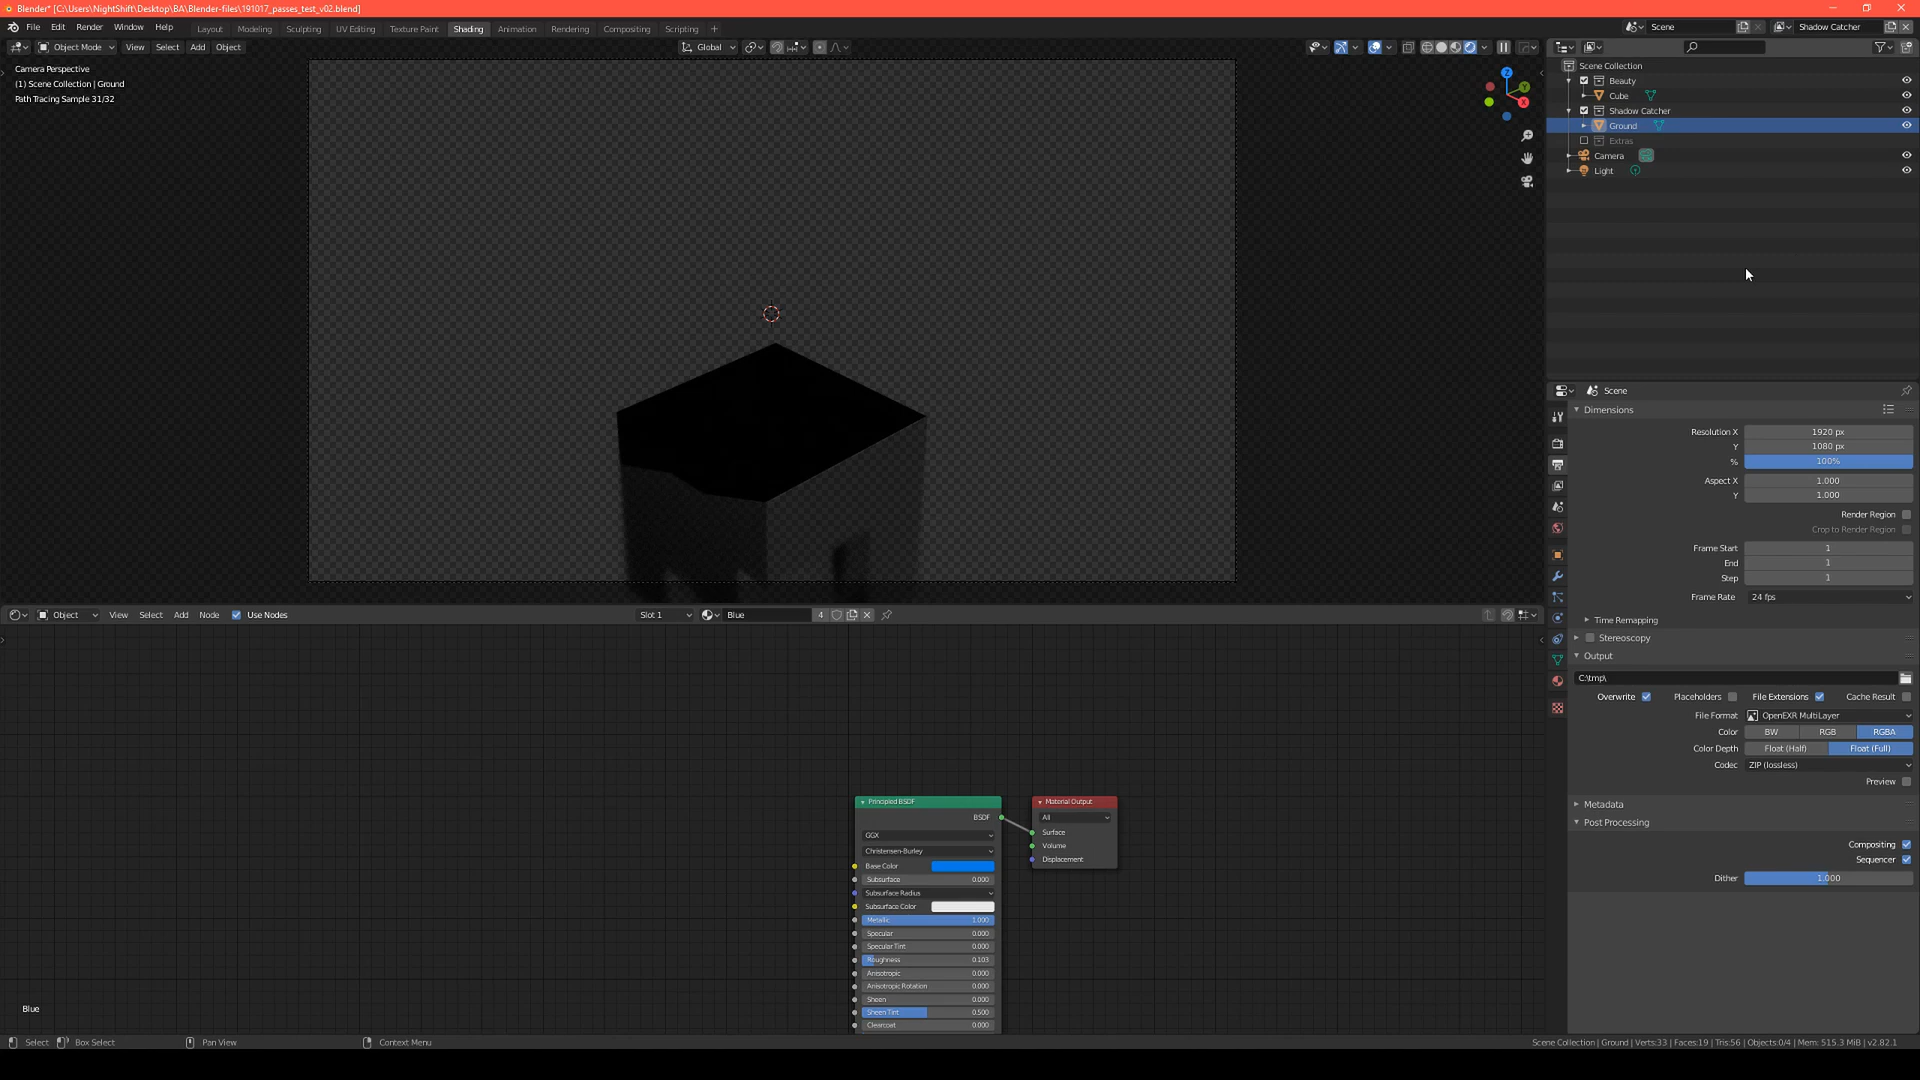 Blender* [C:\Users\NightShift\Desktop\BA\Blender-files\191017_passes_test_v02.blend]
File Edit Render Window Help
Layout Modeling Sculpting UV Editing Texture Paint Shading Animation Rendering Compositing Scripting +
Scene
Shadow Catcher
Object Mode View Select Add Object
Global
Camera Perspective
(1) Scene Collection | Ground
Path Tracing Sample 31/32
Z
Y
X
Scene Collection
Beauty
Cube
Shadow Catcher
Ground
Extras
Camera
Light
Scene
Dimensions
Resolution X 1920 px
Y 1080 px
% 100%
Aspect X 1.000
Y 1.000
Render Region
Crop to Render Region
Frame Start 1
End 1
Step 1
Frame Rate 24 fps
Time Remapping
Stereoscopy
Output
C:\tmp\
Overwrite Placeholders File Extensions Cache Result
File Format OpenEXR MultiLayer
Color BW RGB RGBA
Color Depth Float (Half) Float (Full)
Codec ZIP (lossless)
Preview
Metadata
Post Processing
Compositing
Sequencer
Dither 1.000
Object View Select Add Node Use Nodes
Slot 1
Blue 4
Principled BSDF
BSDF
GGX
Christensen-Burley
Base Color
Subsurface 0.000
Subsurface Radius
Subsurface Color
Metallic 1.000
Specular 0.000
Specular Tint 0.000
Roughness 0.103
Anisotropic 0.000
Anisotropic Rotation 0.000
Sheen 0.000
Sheen Tint 0.500
Clearcoat 0.000
Material Output
All
Surface
Volume
Displacement
Blue
Select Box Select Pan View Context Menu
Scene Collection | Ground | Verts:33 | Faces:19 | Tris:56 | Objects:0/4 | Mem: 515.3 MiB | v2.82.1